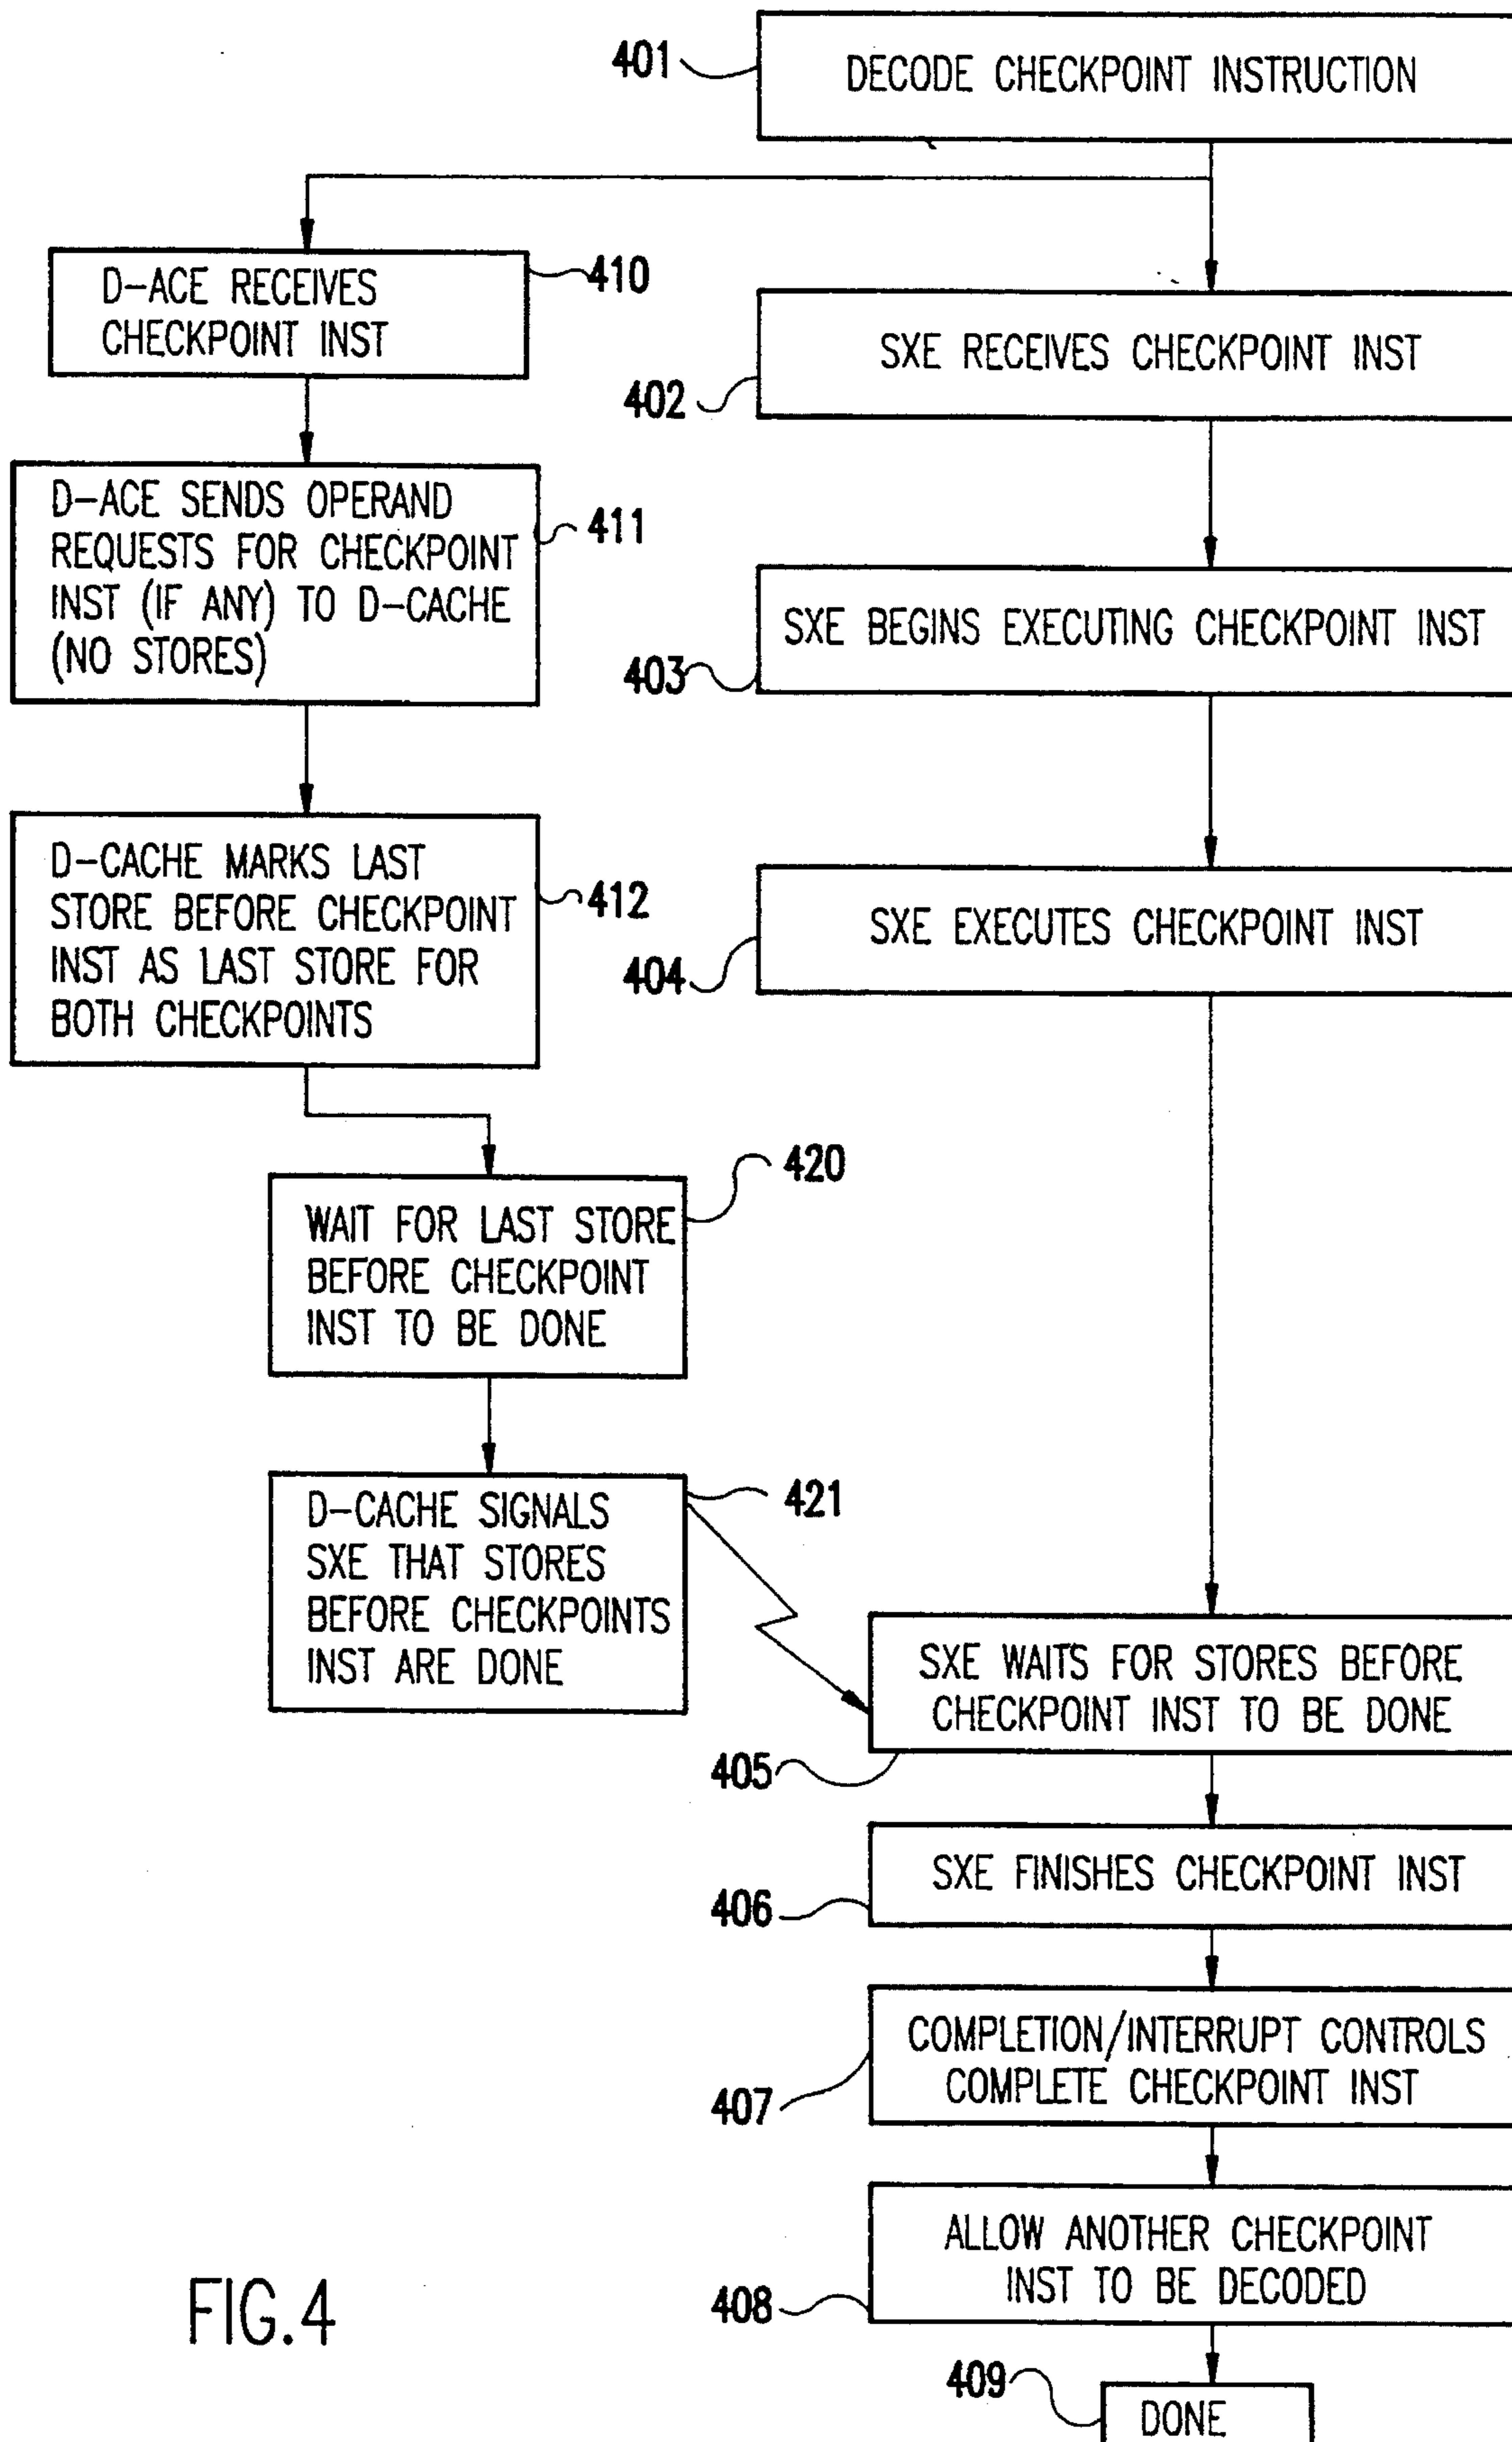 401
DECODE CHECKPOINT INSTRUCTION
D-ACE RECEIVES
CHECKPOINT INST
410
SXE RECEIVES CHECKPOINT INST
402
D-ACE SENDS OPERAND
REQUESTS FOR CHECKPOINT
INST (IF ANY) TO D-CACHE
(NO STORES)
411
SXE BEGINS EXECUTING CHECKPOINT INST
403
D-CACHE MARKS LAST
STORE BEFORE CHECKPOINT
INST AS LAST STORE FOR
BOTH CHECKPOINTS
412
SXE EXECUTES CHECKPOINT INST
404
WAIT FOR LAST STORE
BEFORE CHECKPOINT
INST TO BE DONE
420
D-CACHE SIGNALS
SXE THAT STORES
BEFORE CHECKPOINTS
INST ARE DONE
421
SXE WAITS FOR STORES BEFORE
CHECKPOINT INST TO BE DONE
405
SXE FINISHES CHECKPOINT INST
406
COMPLETION/INTERRUPT CONTROLS
COMPLETE CHECKPOINT INST
407
ALLOW ANOTHER CHECKPOINT
INST TO BE DECODED
408
FIG.4
409
DONE